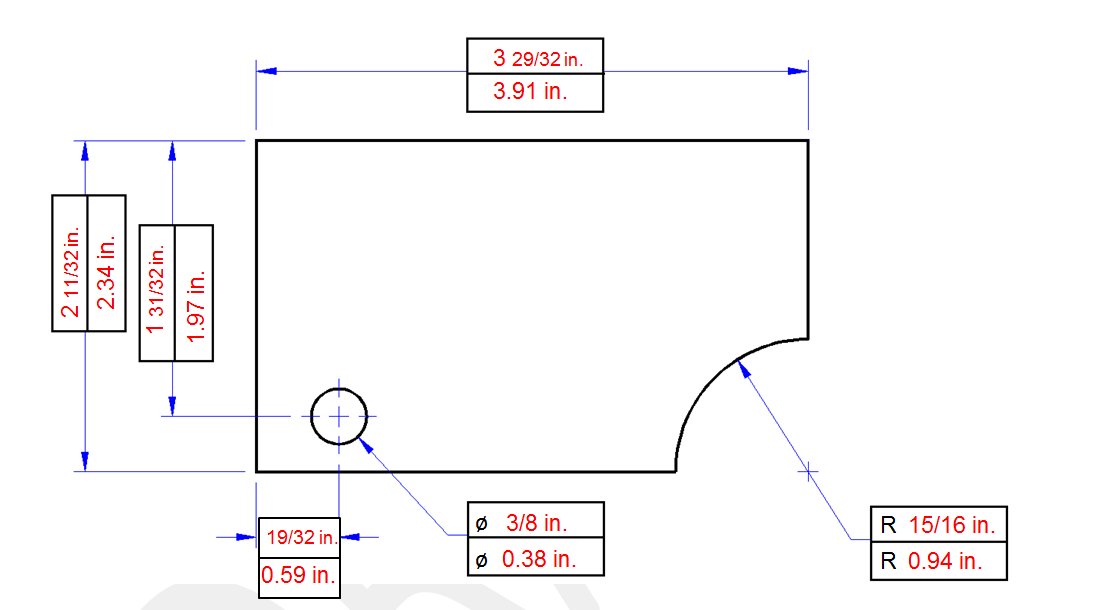 3 29/32 in.
3.91 in.
2 11/32 in.
2.34 in.
1 31/32 in.
1.97 in.
19/32 in.
0.59 in.
ø 3/8 in.
ø 0.38 in.
R 15/16 in.
R 0.94 in.